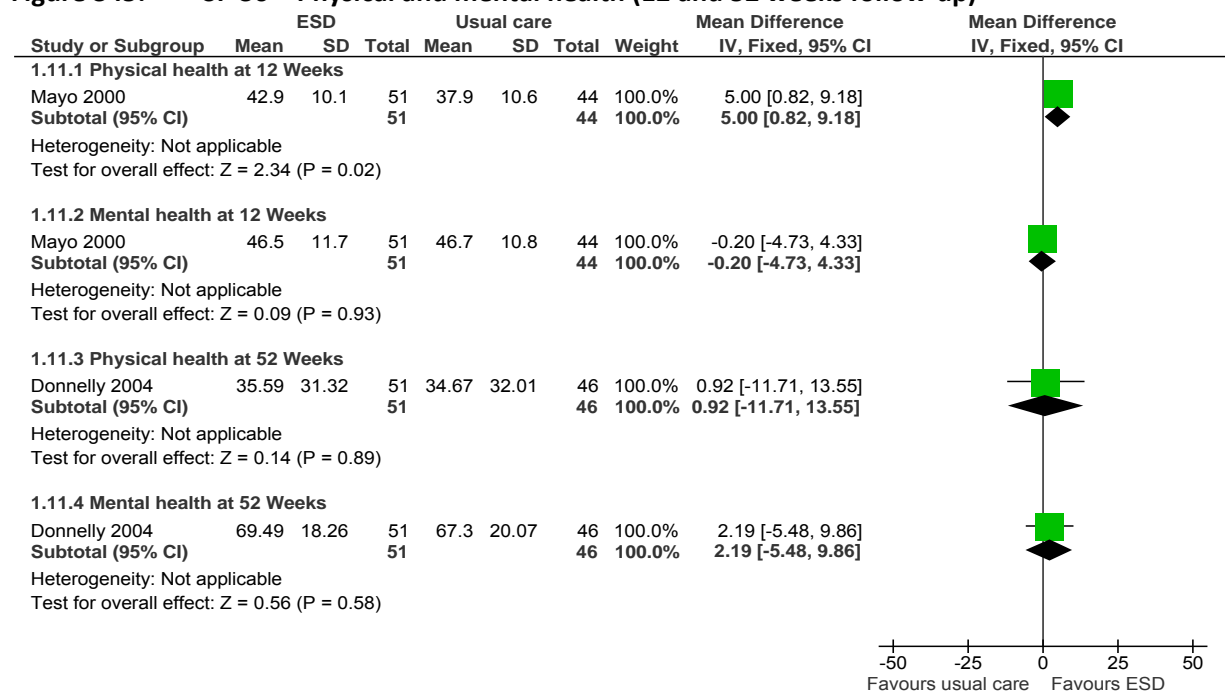 Physical and mental health (12 and 52 weeks follow-up)
ESD Usual care Mean Difference Mean Difference
Study or Subgroup Mean SD Total Mean SD Total Weight IV, Fixed, 95% CI IV, Fixed, 95% CI
1.11.1 Physical health at 12 Weeks
Mayo 2000 42.9 10.1 51 37.9 10.6 44 100.0% 5.00 [0.82, 9.18]
Subtotal (95% CI) 51 44 100.0% 5.00 [0.82, 9.18]
Heterogeneity: Not applicable
Test for overall effect: Z = 2.34 (P = 0.02)
1.11.2 Mental health at 12 Weeks
Mayo 2000 46.5 11.7 51 46.7 10.8 44 100.0% -0.20 [-4.73, 4.33]
Subtotal (95% CI) 51 44 100.0% -0.20 [-4.73, 4.33]
Heterogeneity: Not applicable
Test for overall effect: Z = 0.09 (P = 0.93)
1.11.3 Physical health at 52 Weeks
Donnelly 2004 35.59 31.32 51 34.67 32.01 46 100.0% 0.92 [-11.71, 13.55]
Subtotal (95% CI) 51 46 100.0% 0.92 [-11.71, 13.55]
Heterogeneity: Not applicable
Test for overall effect: Z = 0.14 (P = 0.89)
1.11.4 Mental health at 52 Weeks
Donnelly 2004 69.49 18.26 51 67.3 20.07 46 100.0% 2.19 [-5.48, 9.86]
Subtotal (95% CI) 51 46 100.0% 2.19 [-5.48, 9.86]
Heterogeneity: Not applicable
Test for overall effect: Z = 0.56 (P = 0.58)
-50 -25 0 25 50
Favours usual care Favours ESD